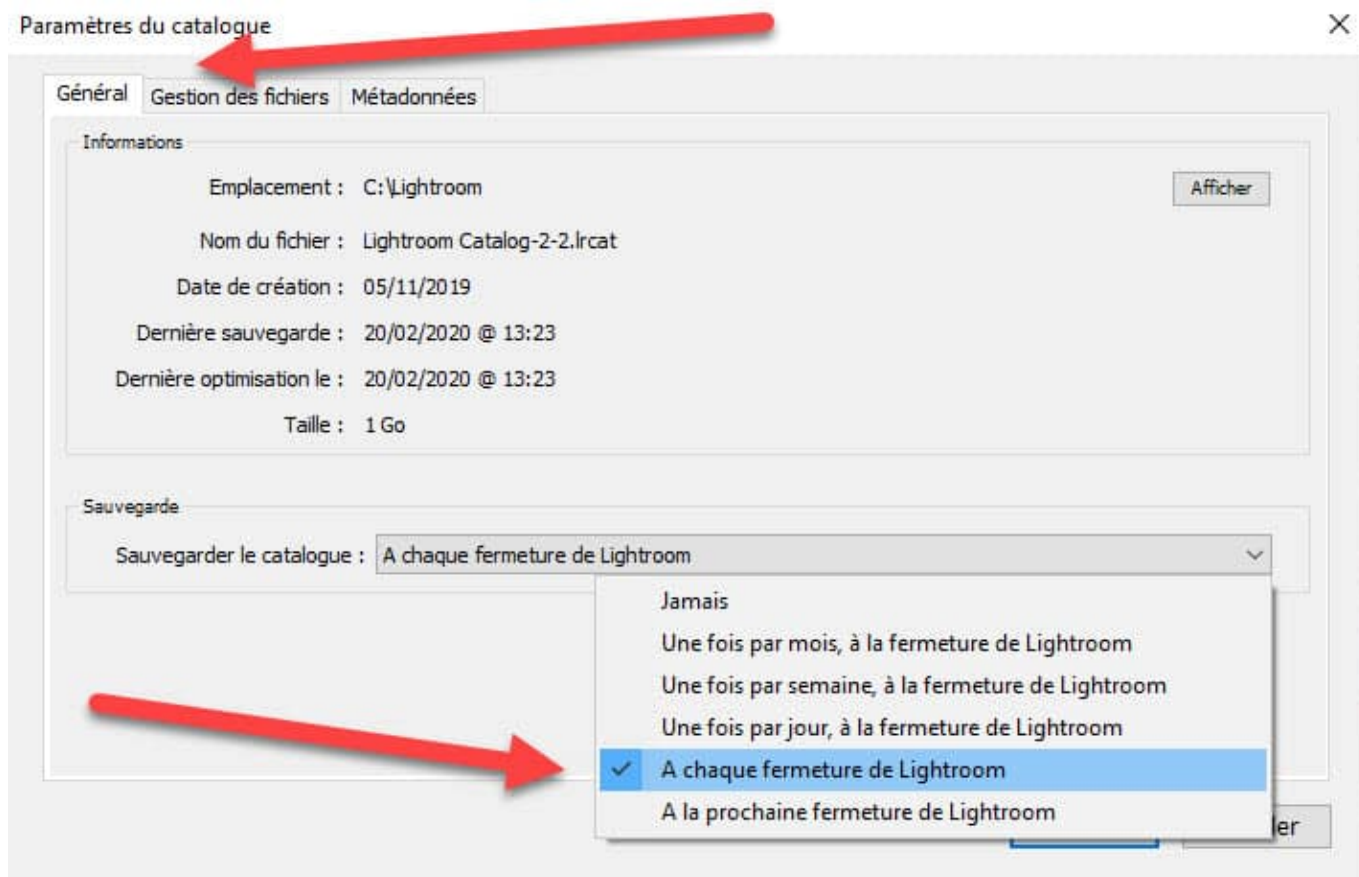 Paramètres du catalogue
Général Gestion des fichiers Métadonnées
Informations
Emplacement : C:\Lightroom Afficher
Nom du fichier : Lightroom Catalog-2-2.lrcat
Date de création : 05/11/2019
Dernière sauvegarde : 20/02/2020 @ 13:23
Dernière optimisation le : 20/02/2020 @ 13:23
Taille : 1 Go
Sauvegarde
Sauvegarder le catalogue : A chaque fermeture de Lightroom
Jamais
Une fois par mois, à la fermeture de Lightroom
Une fois par semaine, à la fermeture de Lightroom
Une fois par jour, à la fermeture de Lightroom
A chaque fermeture de Lightroom
A la prochaine fermeture de Lightroom
ler